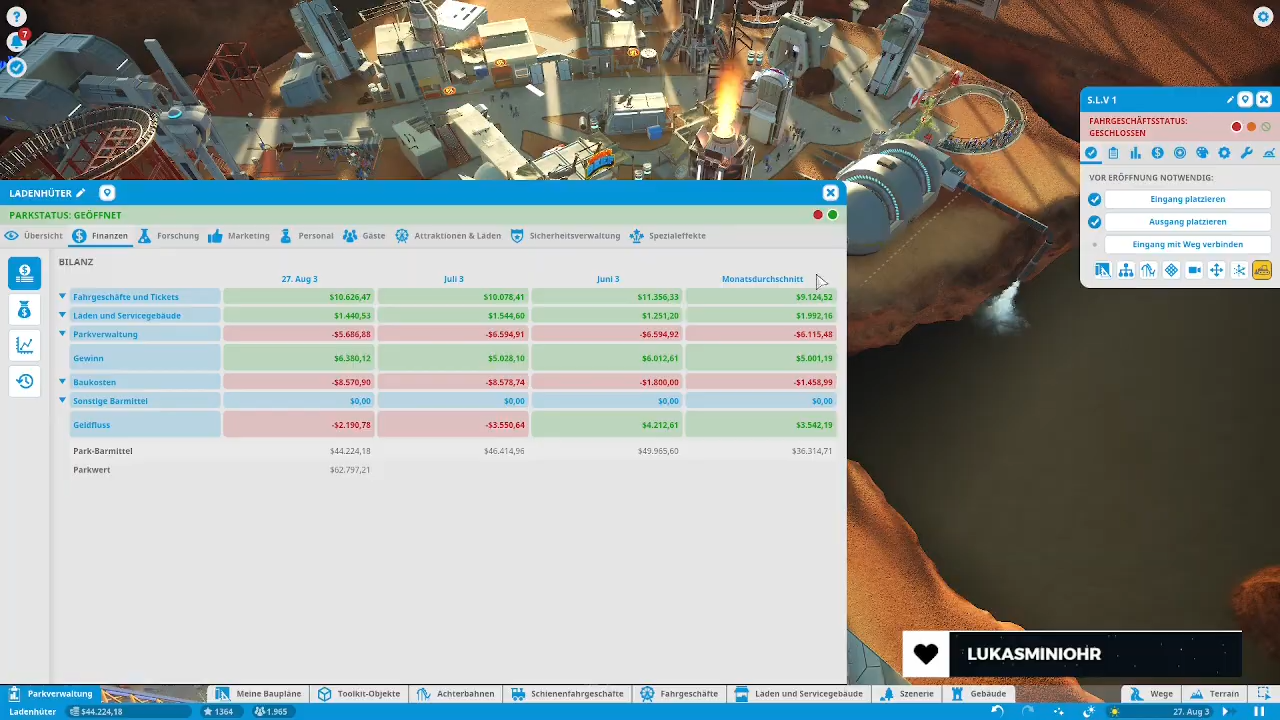 ?
7
S.L.V 1
FAHRGESCHÄFTSSTATUS:
GESCHLOSSEN
VOR ERÖFFNUNG NOTWENDIG:
Eingang platzieren
Ausgang platzieren
Eingang mit Weg verbinden
LADENHÜTER
PARKSTATUS: GEÖFFNET
Übersicht Finanzen Forschung Marketing Personal Gäste Attraktionen & Läden Sicherheitsverwaltung Spezialeffekte
BILANZ
27. Aug 3 Juli 3 Juni 3 Monatsdurchschnitt
Fahrgeschäfte und Tickets $10.626,47 $10.078,41 $11.356,33 $9.124,52
Läden und Servicegebäude $1.440,53 $1.544,60 $1.251,20 $1.992,16
Parkverwaltung -$5.686,88 -$6.594,91 -$6.594,92 -$6.115,48
Gewinn $6.380,12 $5.028,10 $6.012,61 $5.001,19
Baukosten -$8.570,90 -$8.578,74 -$1.800,00 -$1.458,99
Sonstige Barmittel $0,00 $0,00 $0,00 $0,00
Geldfluss -$2.190,78 -$3.550,64 $4.212,61 $3.542,19
Park-Barmittel $44.224,18 $46.414,96 $49.965,60 $36.314,71
Parkwert $62.797,21
LUKASMINIOHR
Parkverwaltung Meine Baupläne Toolkit-Objekte Achterbahnen Schienenfahrgeschäfte Fahrgeschäfte Läden und Servicegebäude Szenerie Gebäude Wege Terrain
Ladenhüter $44.224,18 1364 1.965 27. Aug 3